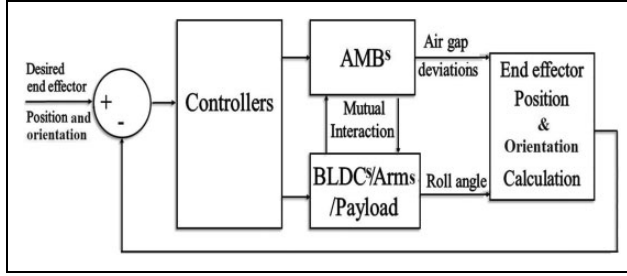 Desired
end effector
Position and
orientation
+
-
Controllers
AMBs
Mutual
Interaction
BLDCs/Arms
/Payload
Air gap
deviations
Roll angle
End effector
Position
&
Orientation
Calculation